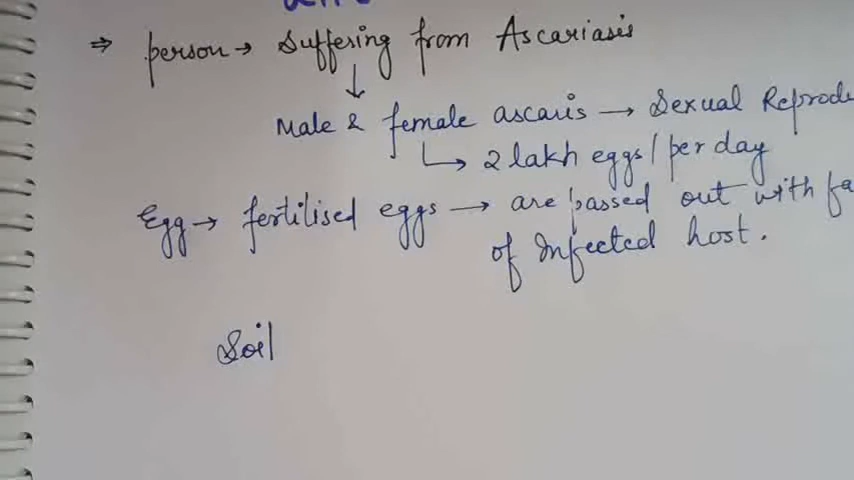 ⇒ person → Suffering from Ascariasis
↓
Male & female ascaris → Sexual Reprodu
↳ 2 lakh eggs/per day
Egg → fertilised eggs → are passed out with fa
of Infected host.
Soil